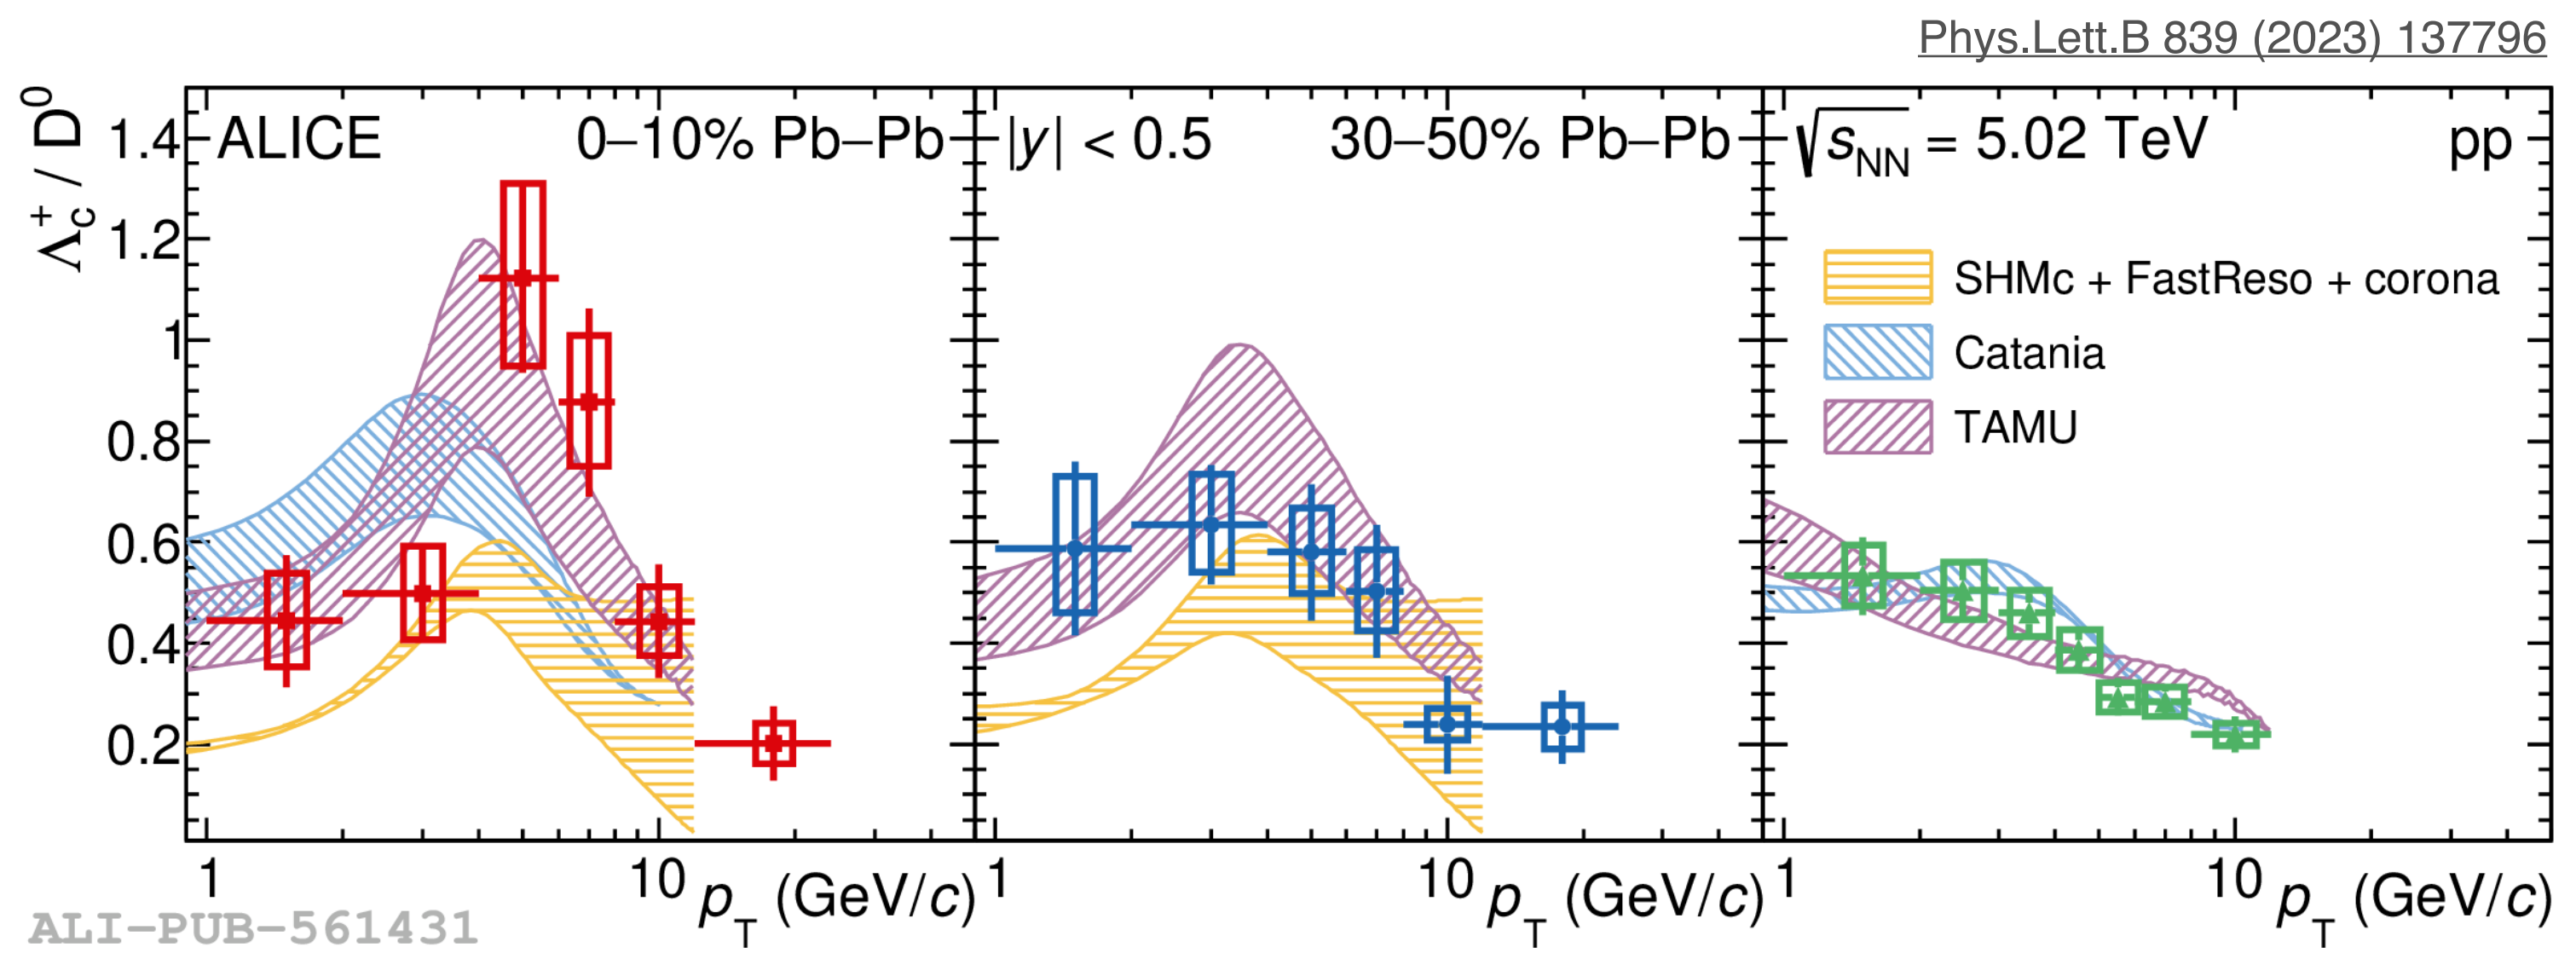 Phys.Lett.B 839 (2023) 137796
Λc+ / D0
1.4
1.2
1
0.8
0.6
0.4
0.2
ALICE
0–10% Pb–Pb
|y| < 0.5
30–50% Pb–Pb
√sNN = 5.02 TeV
pp
SHMc + FastReso + corona
Catania
TAMU
1 10 pT (GeV/c)
1 10 pT (GeV/c)
1 10 pT (GeV/c)
ALI-PUB-561431